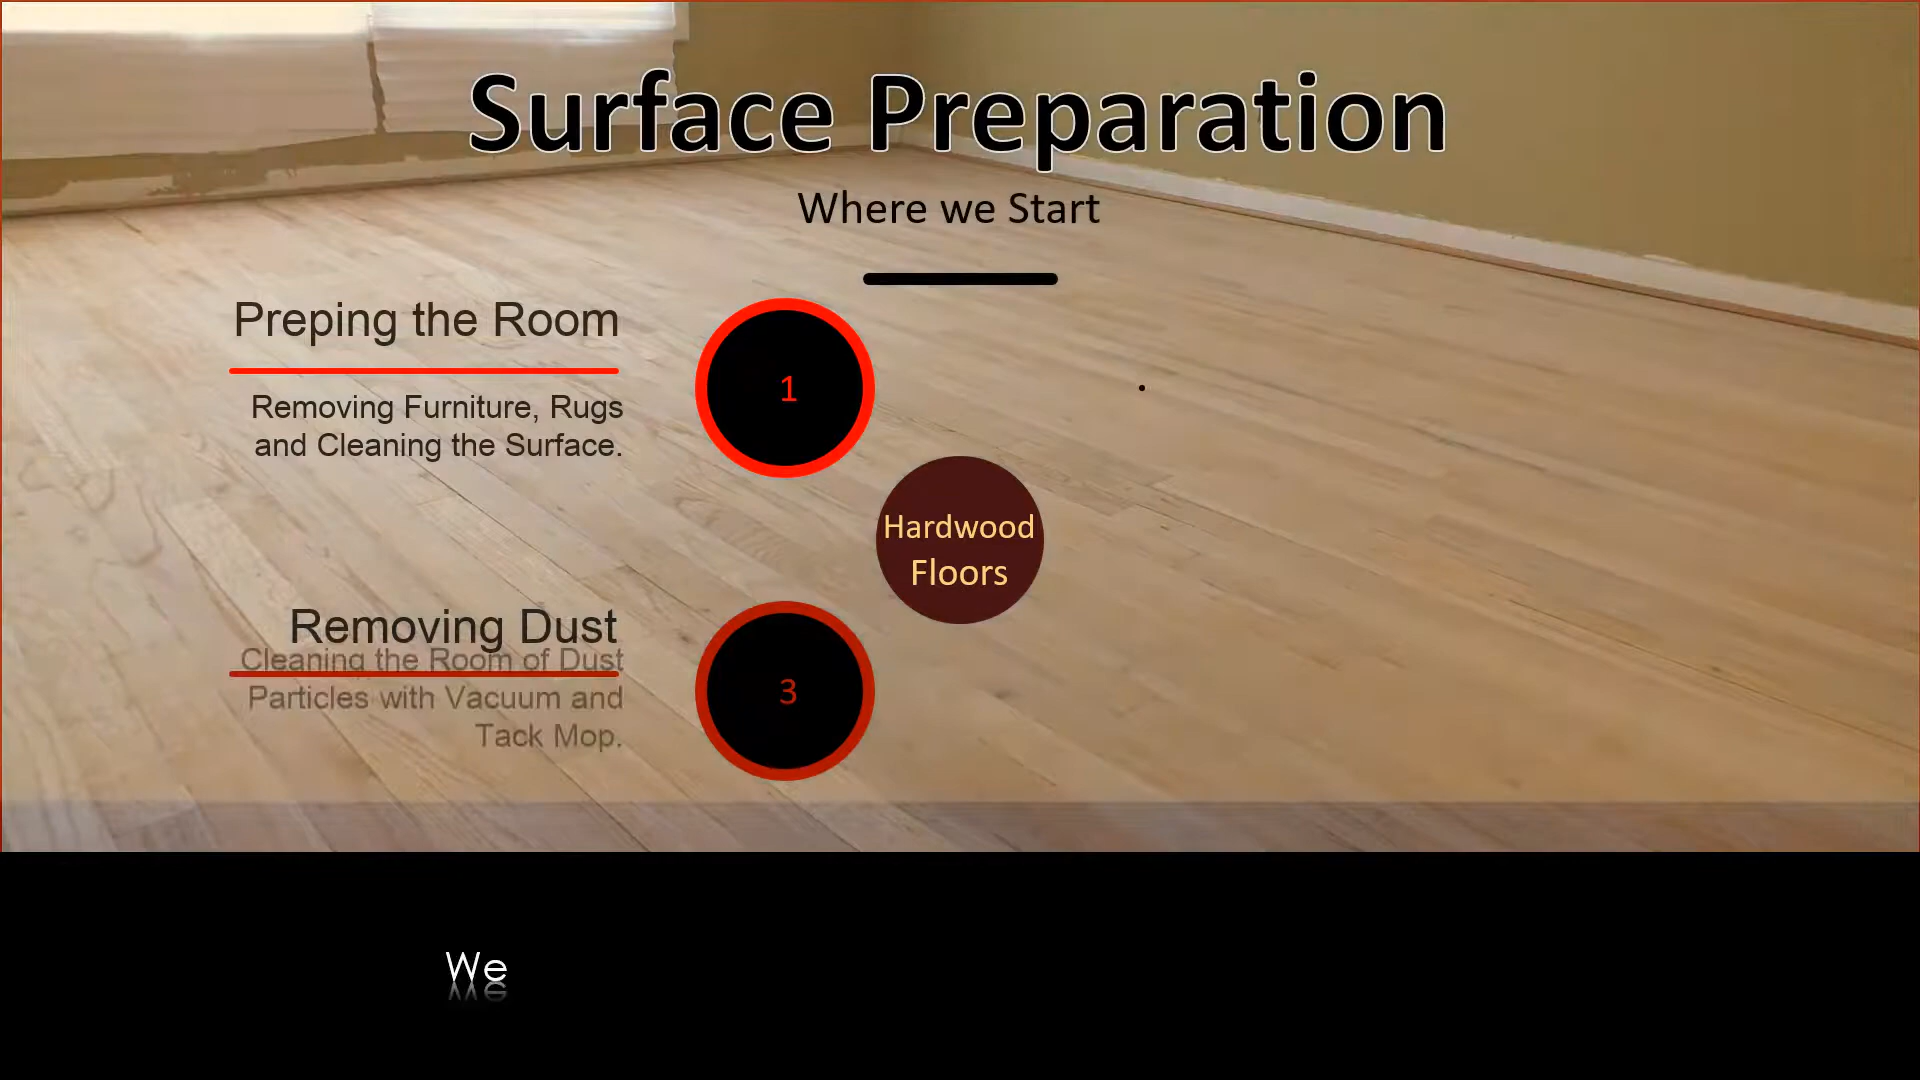 Surface Preparation
Where we Start
Preping the Room
Removing Furniture, Rugs
and Cleaning the Surface.
1
Hardwood
Floors
Removing Dust
Cleaning the Room of Dust
Particles with Vacuum and
Tack Mop.
3
We